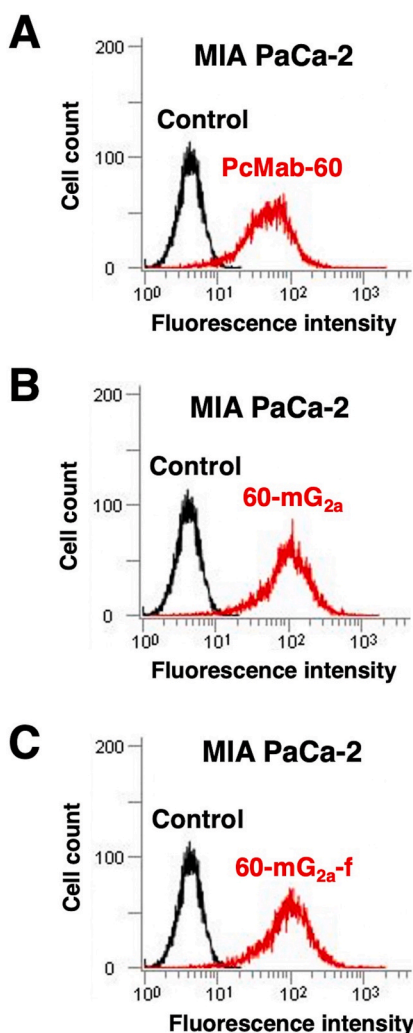 A
MIA PaCa-2
200
Control
PcMab-60
100
Cell count
0
10⁰ 10¹ 10² 10³
Fluorescence intensity
B
MIA PaCa-2
200
Control
60-mG₂ₐ
100
Cell count
0
10⁰ 10¹ 10² 10³
Fluorescence intensity
C
MIA PaCa-2
200
Control
60-mG₂ₐ-f
100
Cell count
0
10⁰ 10¹ 10² 10³
Fluorescence intensity